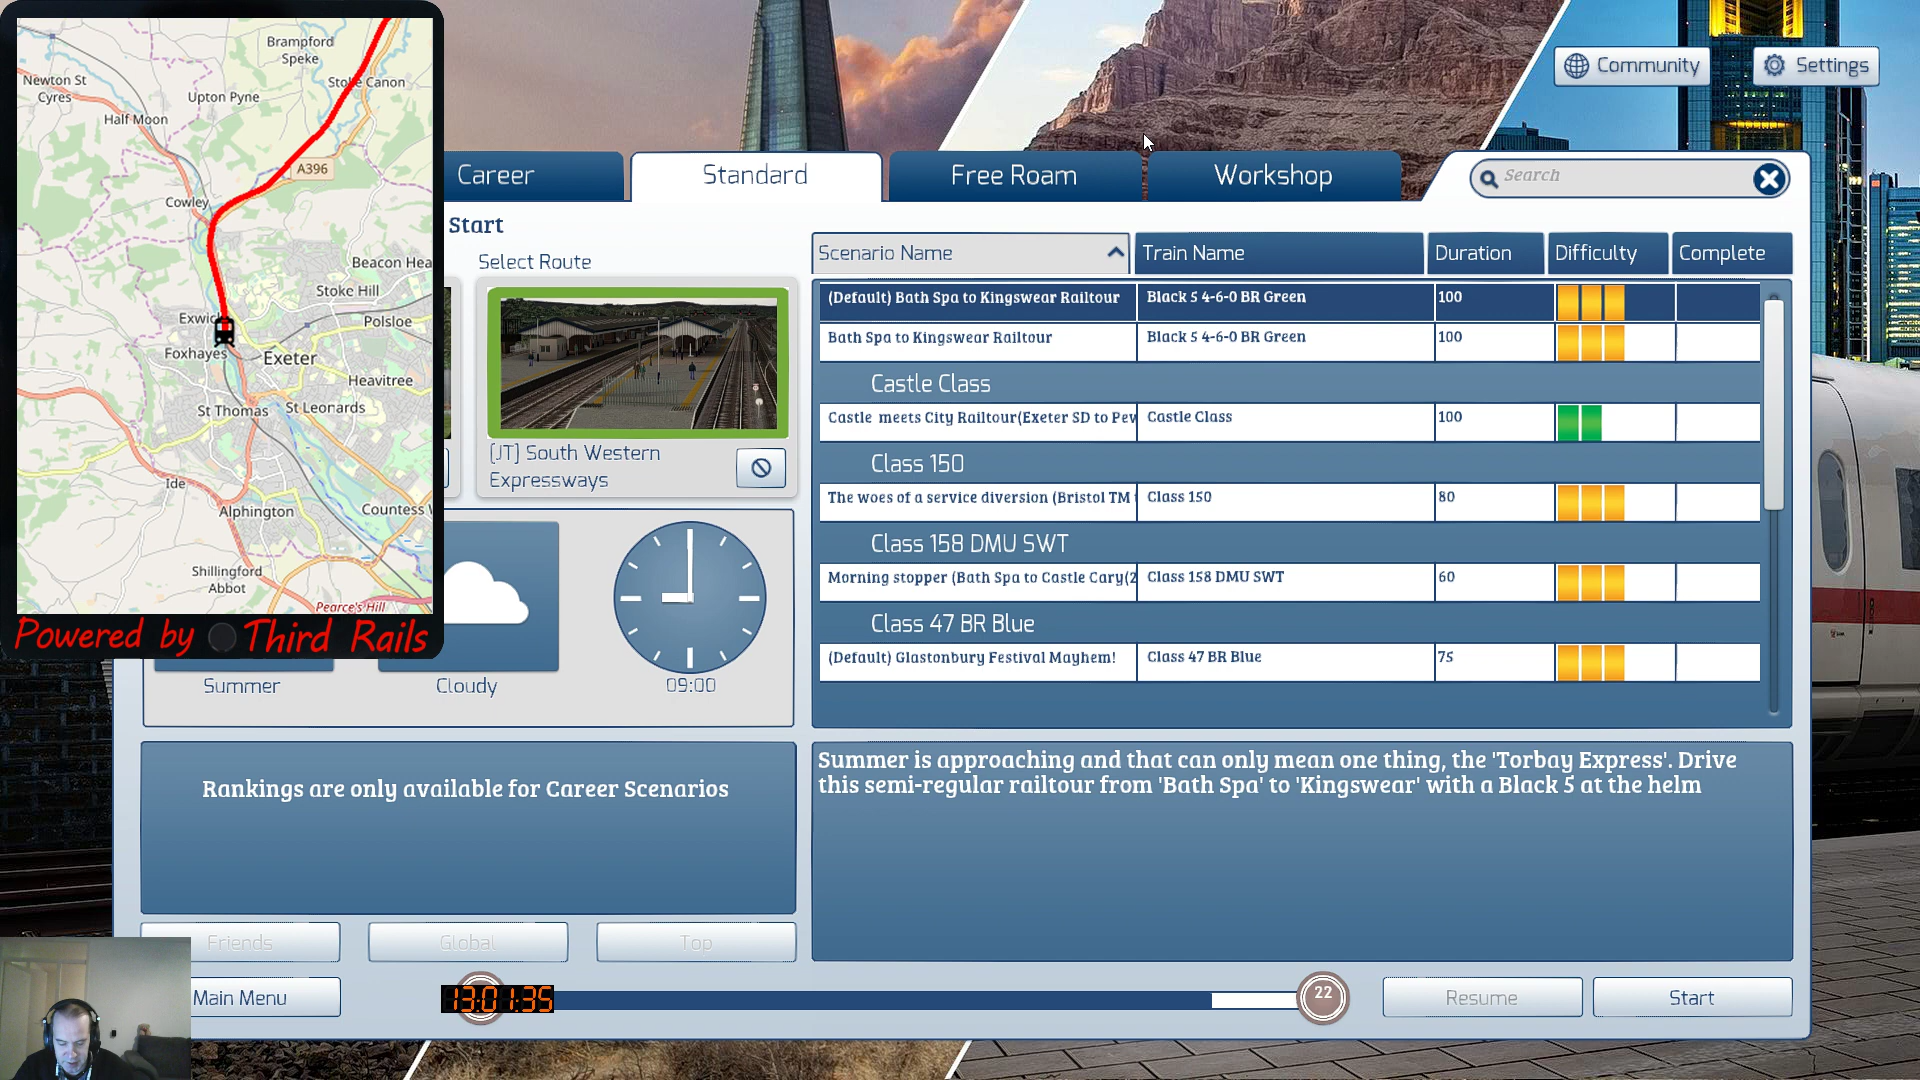 Brampford
Speke
Newton St
Cyres
Stoke Canon
Upton Pyne
Half Moon
A396
Cowley
Beacon Hea
Stoke Hill
Exwick
Polsloe
Foxhayes
Exeter
Heavitree
St Thomas
St Leonards
Ide
Alphington
Countess W
Shillingford
Abbot
Pearce's Hill
Powered by Third Rails
Community
Settings
Career
Standard
Free Roam
Workshop
Search
Start
Select Route
[JT] South Western
Expressways
Summer
Cloudy
09:00
Scenario Name
Train Name
Duration
Difficulty
Complete
(Default) Bath Spa to Kingswear Railtour
Black 5 4-6-0 BR Green
100
Bath Spa to Kingswear Railtour
Black 5 4-6-0 BR Green
100
Castle Class
Castle meets City Railtour(Exeter SD to Pew
Castle Class
100
Class 150
The woes of a service diversion (Bristol TM
Class 150
80
Class 158 DMU SWT
Morning stopper (Bath Spa to Castle Cary(2
Class 158 DMU SWT
60
Class 47 BR Blue
(Default) Glastonbury Festival Mayhem!
Class 47 BR Blue
75
Rankings are only available for Career Scenarios
Summer is approaching and that can only mean one thing, the 'Torbay Express'. Drive
this semi-regular railtour from 'Bath Spa' to 'Kingswear' with a Black 5 at the helm
Friends
Global
Top
Main Menu
13:01:35
22
Resume
Start